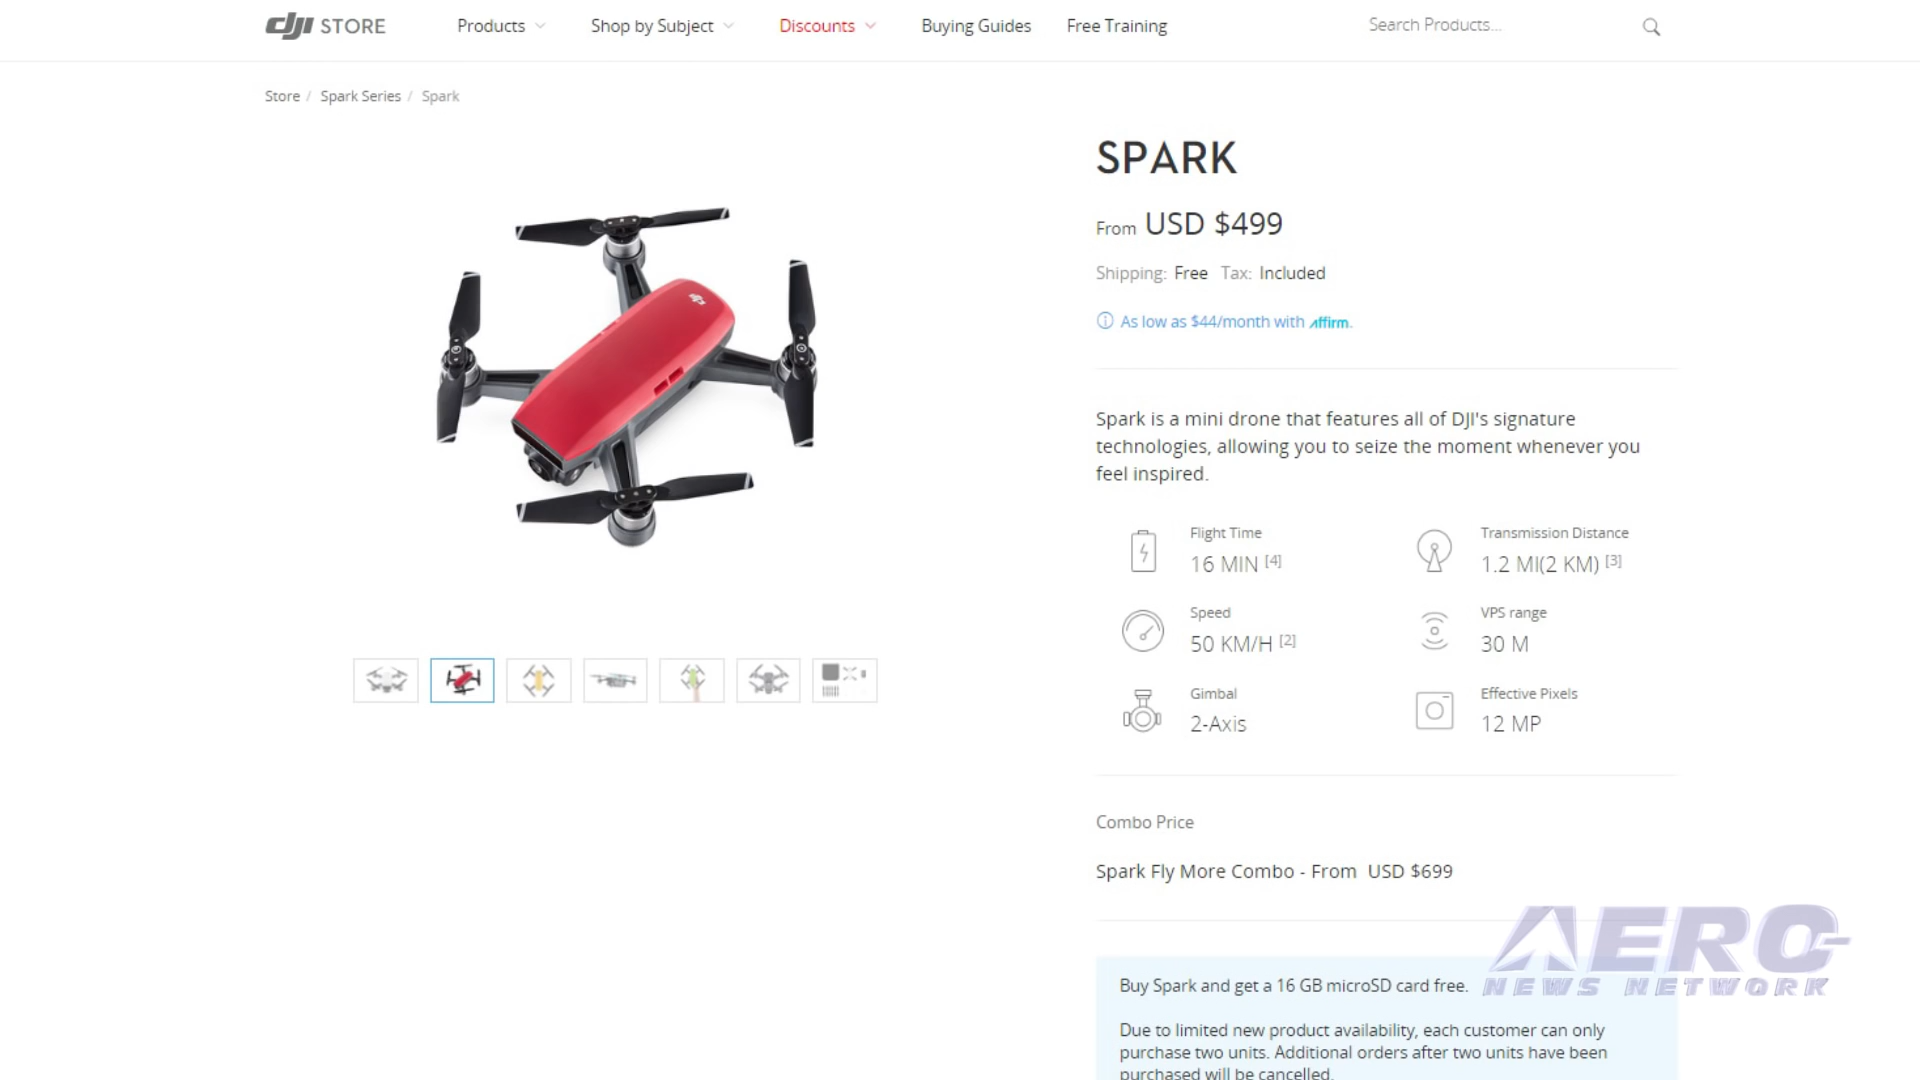 dji STORE
Products
Shop by Subject
Discounts
Buying Guides
Free Training
Search Products...
Store / Spark Series / Spark
SPARK
From USD $499
Shipping: Free Tax: Included
As low as $44/month with affirm.
Spark is a mini drone that features all of DJI's signature
technologies, allowing you to seize the moment whenever you
feel inspired.
Flight Time
16 MIN [4]
Transmission Distance
1.2 MI(2 KM) [3]
Speed
50 KM/H [2]
VPS range
30 M
Gimbal
2-Axis
Effective Pixels
12 MP
Combo Price
Spark Fly More Combo - From USD $699
Buy Spark and get a 16 GB microSD card free.
Due to limited new product availability, each customer can only
purchase two units. Additional orders after two units have been
purchased will be cancelled.
AERO-
NEWS NETWORK
dji